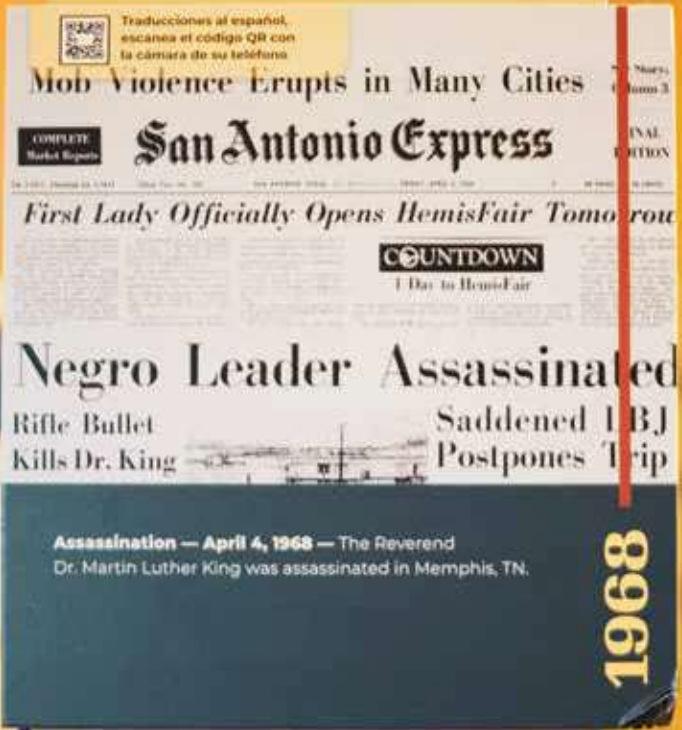 Traducciones al español,
escanea el código QR con
la cámara de su teléfono
Mob Violence Erupts in Many Cities
Story,
COMPLETE
Market Reports
San Antonio Express
First Lady Officially Opens HemisFair Tomorrow
COUNTDOWN
1 Day to HemisFair
Negro Leader Assassinated
Rifle Bullet
Kills Dr. King
Saddened LBJ
Postpones Trip
Assassination — April 4, 1968 — The Reverend
Dr. Martin Luther King was assassinated in Memphis, TN.
1968